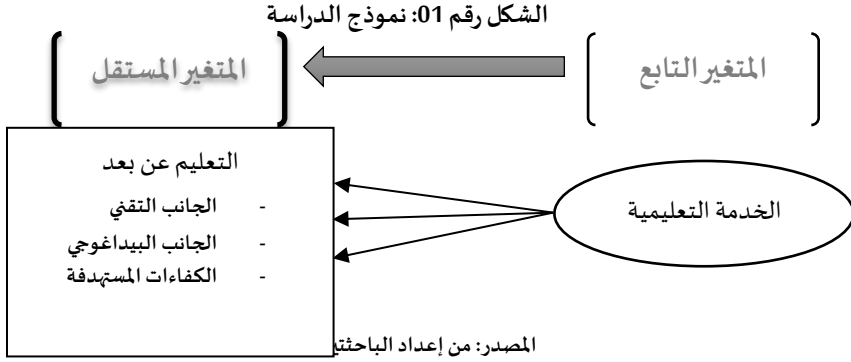 الشكل رقم 01: نموذج الدراسة
المتغير التابع
المتغير المستقل
الخدمة التعليمية
التعليم عن بعد
- الجانب التقني
- الجانب البيداغوجي
- الكفاءات المستهدفة
المصدر: من إعداد